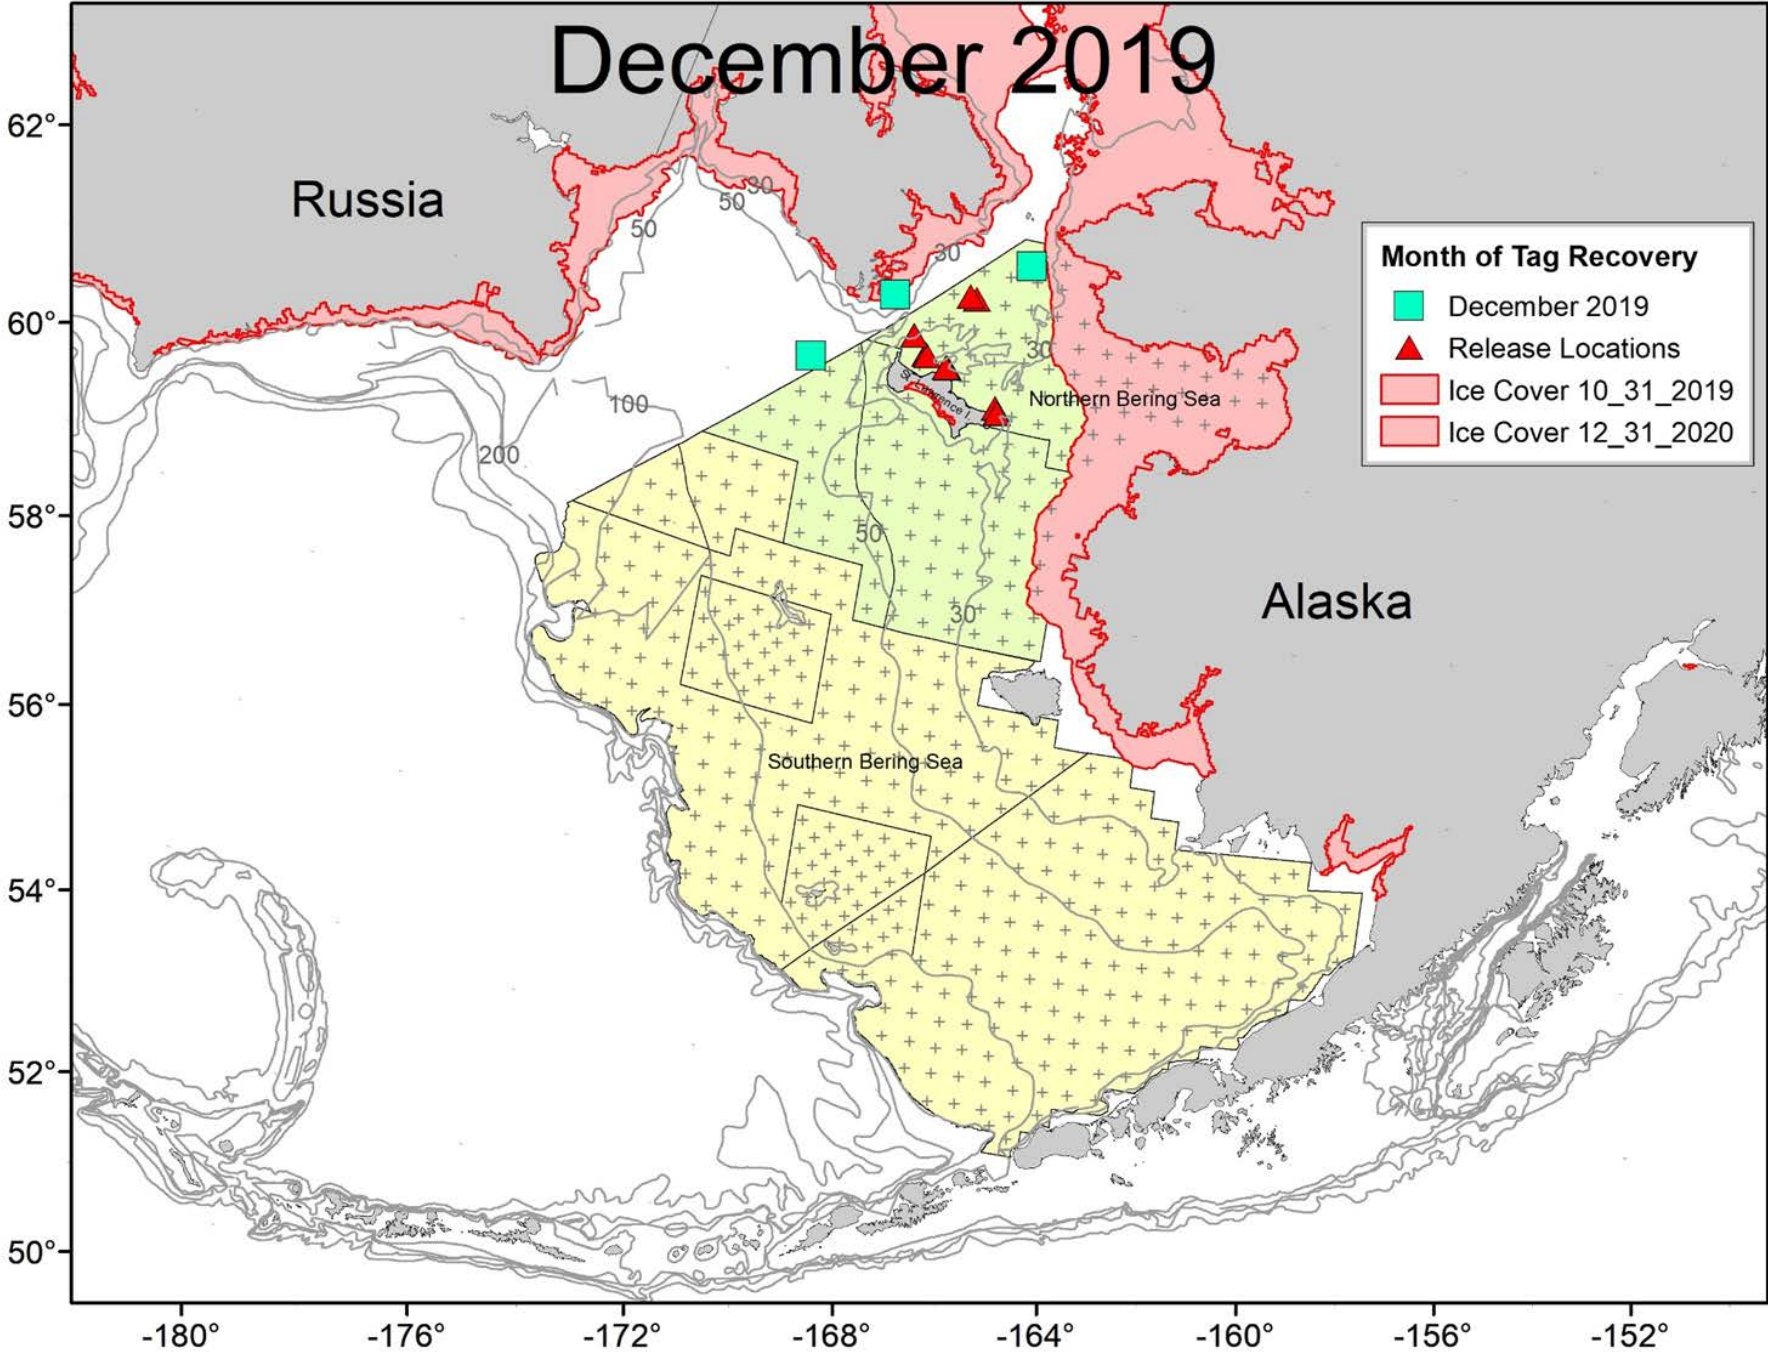 December 2019
62°
Russia
30
50
50
30
Month of Tag Recovery
December 2019
Release Locations
Ice Cover 10_31_2019
Ice Cover 12_31_2020
60°
30
St. Lawrence I.
Northern Bering Sea
100
200
58°
50
Alaska
30
56°
Southern Bering Sea
54°
52°
50°
-180° -176° -172° -168° -164° -160° -156° -152°